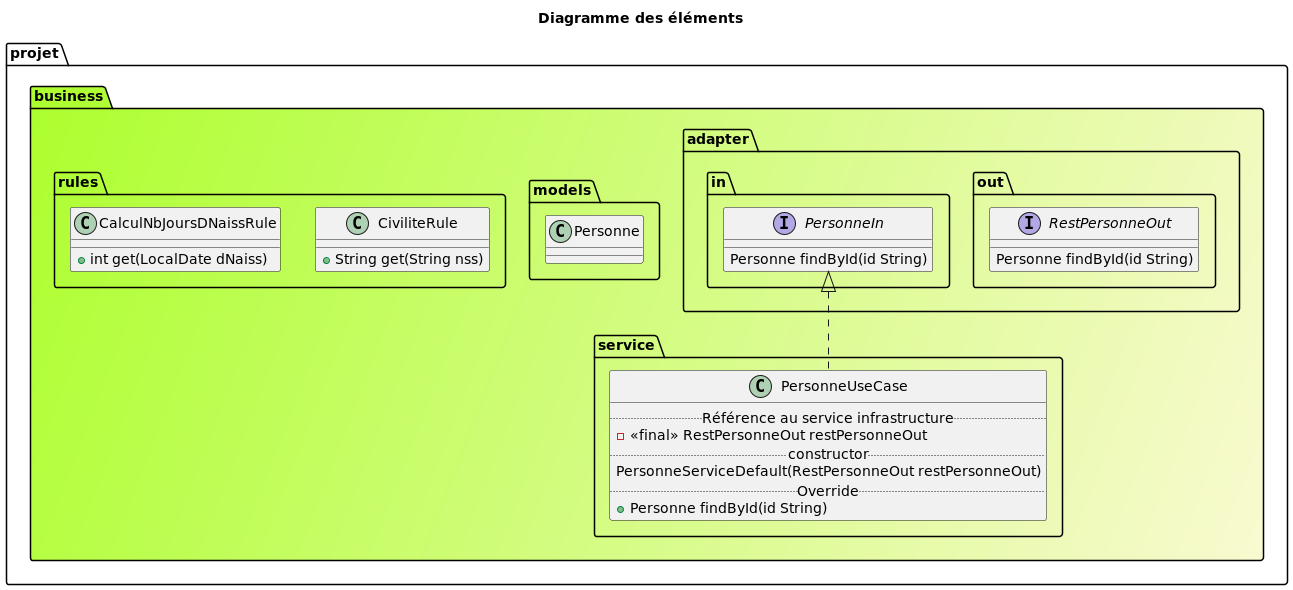 Diagramme des éléments
projet
business
adapter
rules
models
in
out
C CalculNbJoursDNaissRule
+ int get(LocalDate dNaiss)
C CiviliteRule
+ String get(String nss)
C Personne
I PersonneIn
Personne findById(id String)
I RestPersonneOut
Personne findById(id String)
service
C PersonneUseCase
Référence au service infrastructure
«final» RestPersonneOut restPersonneOut
constructor
PersonneServiceDefault(RestPersonneOut restPersonneOut)
Override
Personne findById(id String)